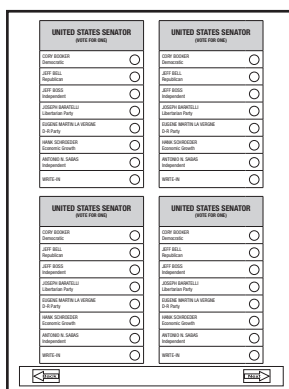 UNITED STATES SENATOR
(VOTE FOR ONE)
CORY BOOKER
Democratic
JEFF BELL
Republican
JEFF BOSS
Independent
JOSEPH BARATELLI
Libertarian Party
EUGENE MARTIN LA VERGNE
D-R Party
HANK SCHROEDER
Economic Growth
ANTONIO N. SABAS
Independent
WRITE-IN
UNITED STATES SENATOR
(VOTE FOR ONE)
CORY BOOKER
Democratic
JEFF BELL
Republican
JEFF BOSS
Independent
JOSEPH BARATELLI
Libertarian Party
EUGENE MARTIN LA VERGNE
D-R Party
HANK SCHROEDER
Economic Growth
ANTONIO N. SABAS
Independent
WRITE-IN
UNITED STATES SENATOR
(VOTE FOR ONE)
CORY BOOKER
Democratic
JEFF BELL
Republican
JEFF BOSS
Independent
JOSEPH BARATELLI
Libertarian Party
EUGENE MARTIN LA VERGNE
D-R Party
HANK SCHROEDER
Economic Growth
ANTONIO N. SABAS
Independent
WRITE-IN
UNITED STATES SENATOR
(VOTE FOR ONE)
CORY BOOKER
Democratic
JEFF BELL
Republican
JEFF BOSS
Independent
JOSEPH BARATELLI
Libertarian Party
EUGENE MARTIN LA VERGNE
D-R Party
HANK SCHROEDER
Economic Growth
ANTONIO N. SABAS
Independent
WRITE-IN